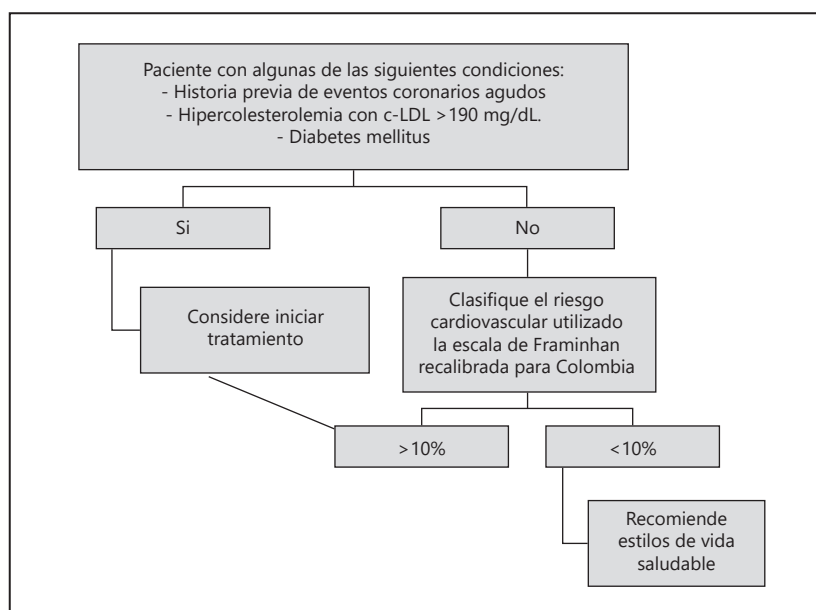 Paciente con algunas de las siguientes condiciones:
- Historia previa de eventos coronarios agudos
- Hipercolesterolemia con c-LDL >190 mg/dL.
- Diabetes mellitus
Si
No
Considere iniciar
tratamiento
Clasifique el riesgo
cardiovascular utilizado
la escala de Framinhan
recalibrada para Colombia
>10%
<10%
Recomiende
estilos de vida
saludable